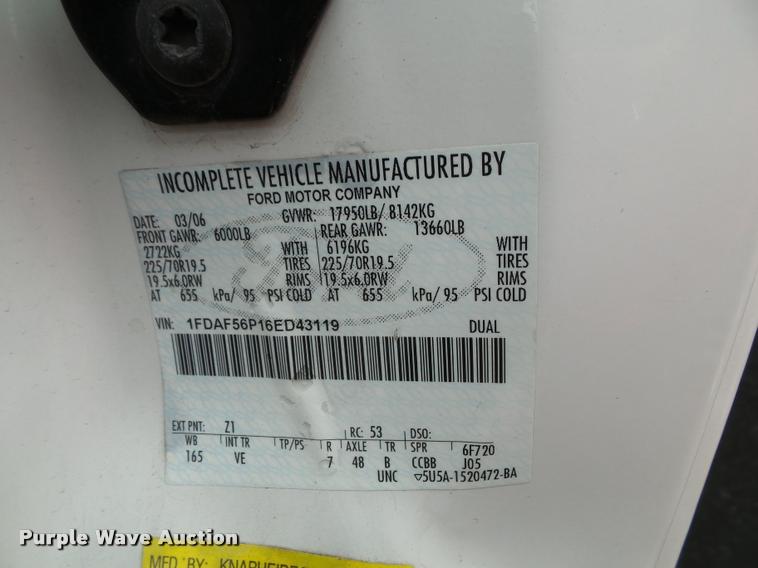 INCOMPLETE VEHICLE MANUFACTURED BY
FORD MOTOR COMPANY
DATE: 03/06 GVWR: 17950LB/ 8142KG
FRONT GAWR: 6000LB REAR GAWR: 13660LB
2722KG WITH 6196KG WITH
225/70R19.5 TIRES 225/70R19.5 TIRES
19.5x6.0RW RIMS 19.5x6.0RW RIMS
AT 655 kPa/ 95 PSI COLD AT 655 kPa/ 95 PSI COLD
VIN: 1FDAF56P16ED43119 DUAL
EXT PNT: Z1 RC: 53 DSO:
WB INT TR TP/PS R AXLE TR SPR 6F720
165 VE 7 48 B CCBB J05
UNC ▽5U5A-1520472-BA
Purple Wave Auction
MFD BY: